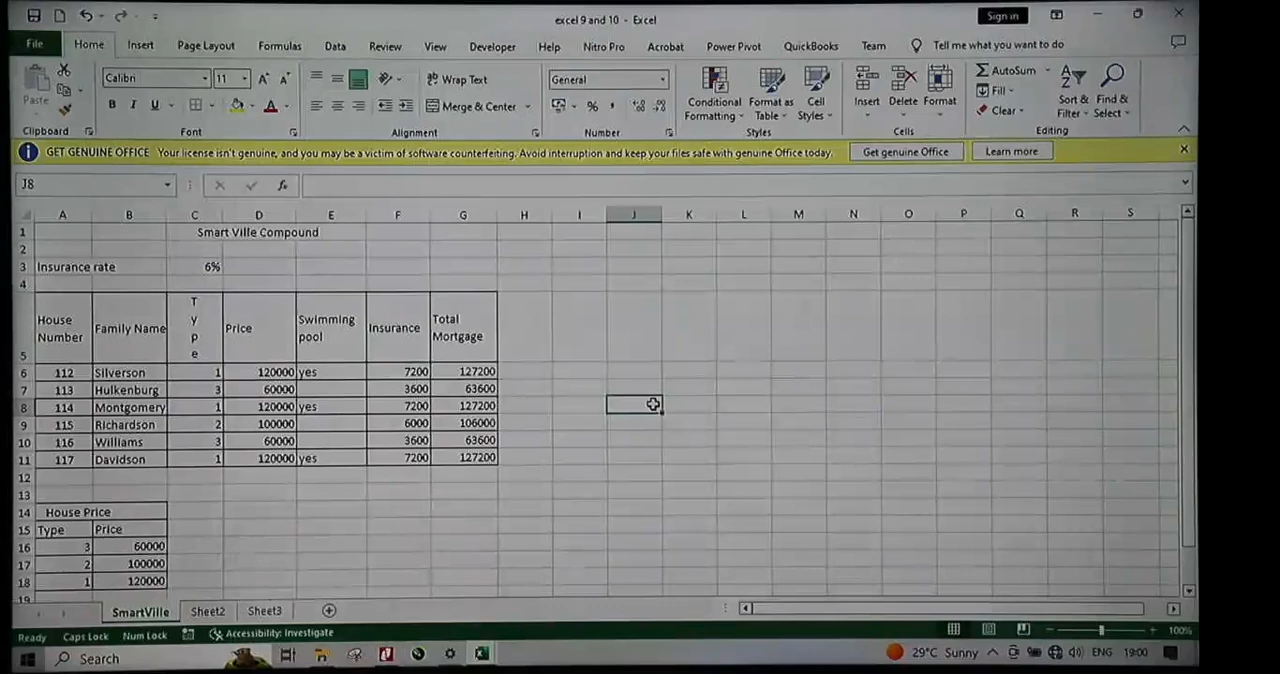 excel 9 and 10 - Excel
Sign in
File Home Insert Page Layout Formulas Data Review View Developer Help Nitro Pro Acrobat Power Pivot QuickBooks Team Tell me what you want to do
Paste
Clipboard
Calibri 11
B I U
Font
Wrap Text
Merge & Center
Alignment
General
%
Number
Conditional Formatting
Format as Table
Cell Styles
Styles
Insert Delete Format
Cells
AutoSum
Fill
Clear
Sort & Filter
Find & Select
Editing
GET GENUINE OFFICE Your license isn't genuine, and you may be a victim of software counterfeiting. Avoid interruption and keep your files safe with genuine Office today. Get genuine Office Learn more
J8 fx
A B C D E F G H I J K L M N O P Q R S
1 Smart Ville Compound
2
3 Insurance rate 6%
4
5 House Number Family Name Type Price Swimming pool Insurance Total Mortgage
6 112 Silverson 1 120000 yes 7200 127200
7 113 Hulkenburg 3 60000 3600 63600
8 114 Montgomery 1 120000 yes 7200 127200
9 115 Richardson 2 100000 6000 106000
10 116 Williams 3 60000 3600 63600
11 117 Davidson 1 120000 yes 7200 127200
12
13
14 House Price
15 Type Price
16 3 60000
17 2 100000
18 1 120000
19
SmartVille Sheet2 Sheet3
Ready Caps Lock Num Lock Accessibility: Investigate 100%
Search 29°C Sunny ENG 19:00